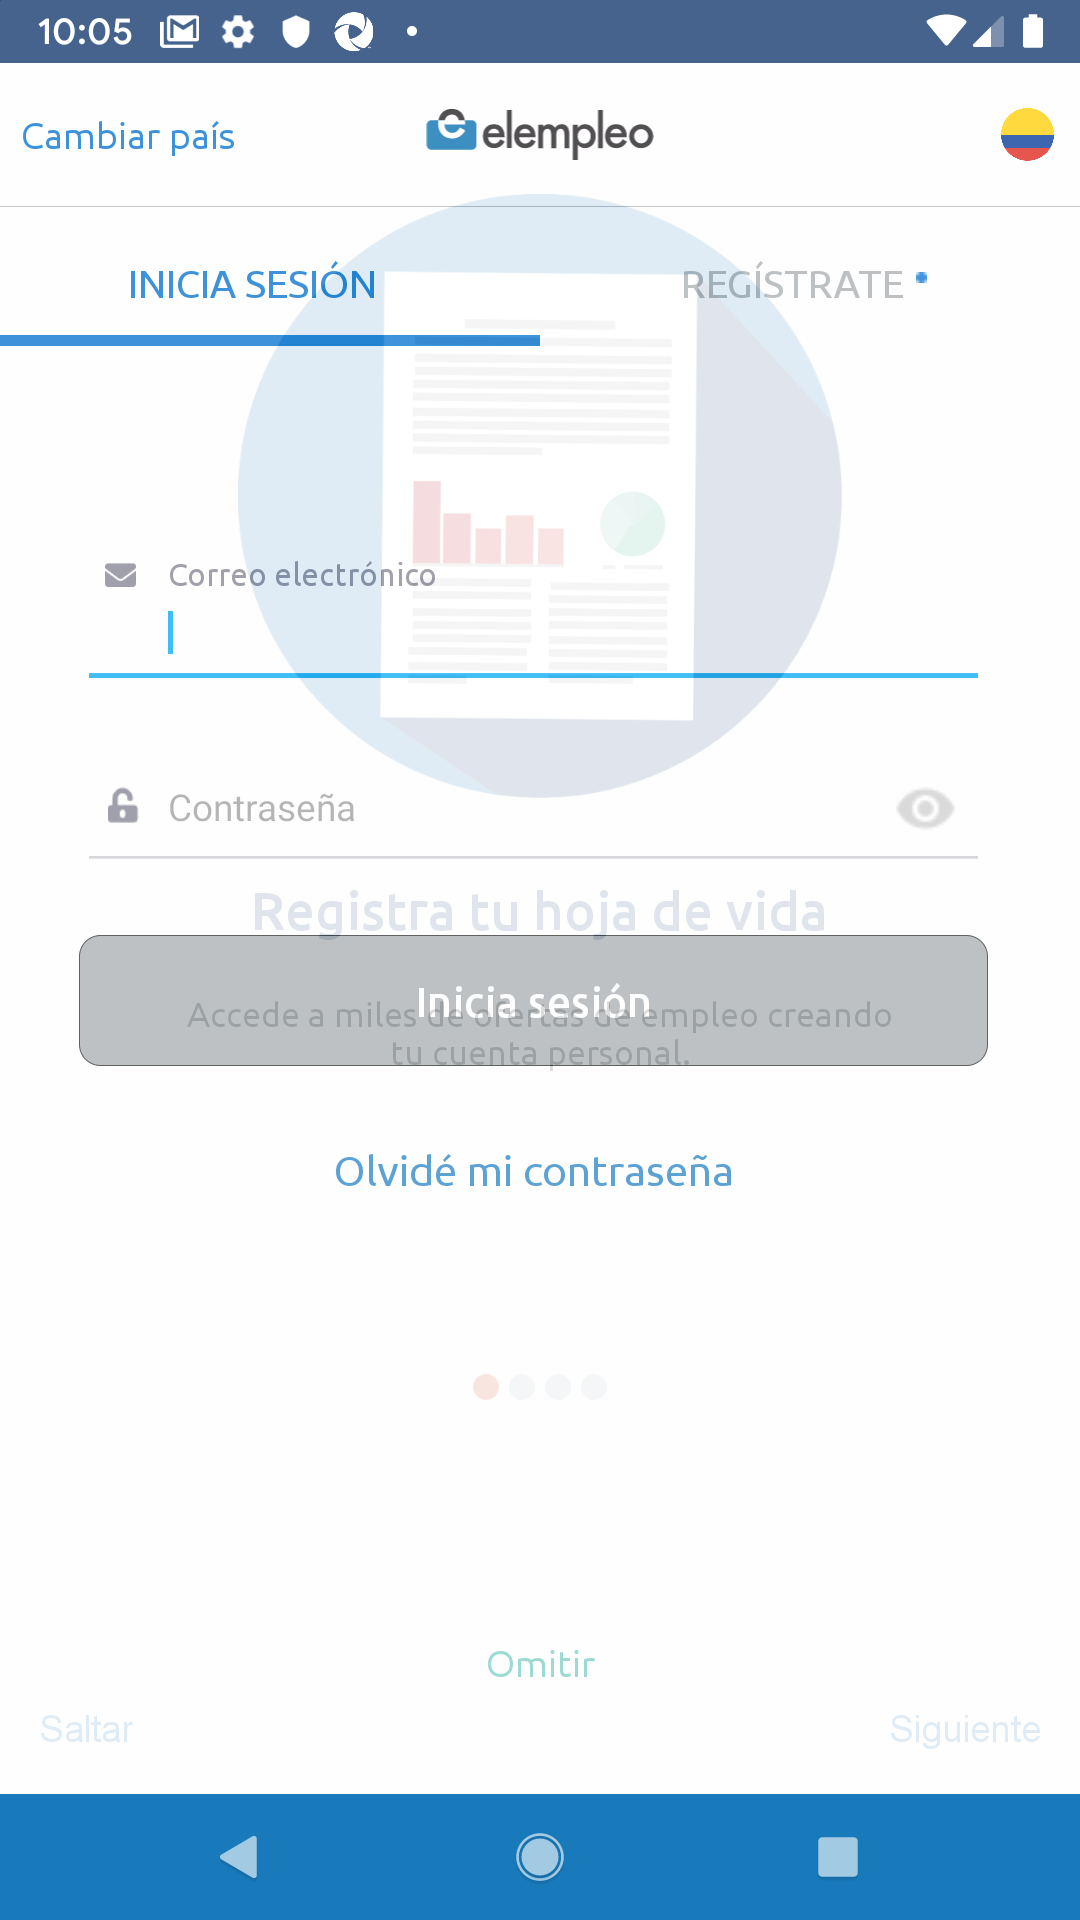 10:05
Cambiar país
elempleo
INICIA SESIÓN
REGÍSTRATE
Correo electrónico
Contraseña
Registra tu hoja de vida
Inicia sesión
Accede a miles de ofertas de empleo creando
tu cuenta personal.
Olvidé mi contraseña
Omitir
Saltar
Siguiente